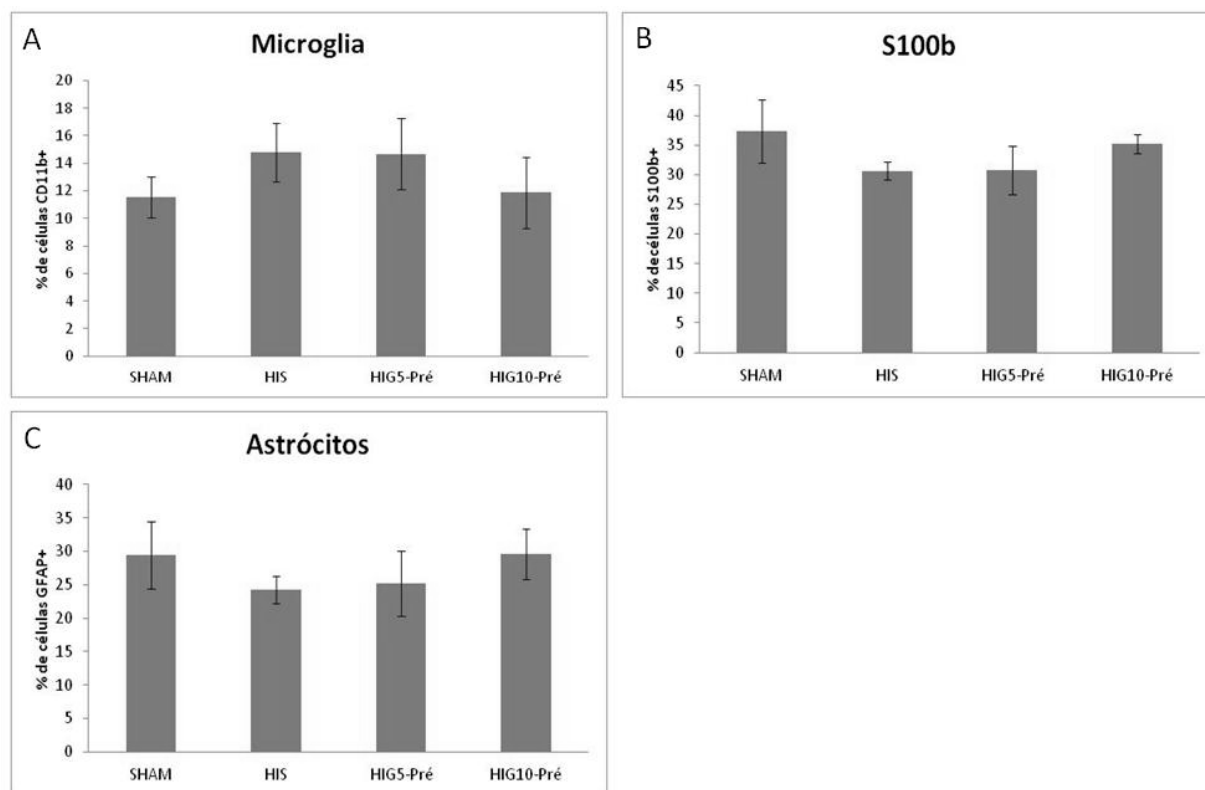 A
Microglia
% de células CD11b+
20
18
16
14
12
10
8
6
4
2
0
SHAM HIS HIG5-Pré HIG10-Pré
B
S100b
% decélulas S100b+
45
40
35
30
25
20
15
10
5
0
SHAM HIS HIG5-Pré HIG10-Pré
C
Astrócitos
% de células GFAP+
40
35
30
25
20
15
10
5
0
SHAM HIS HIG5-Pré HIG10-Pré